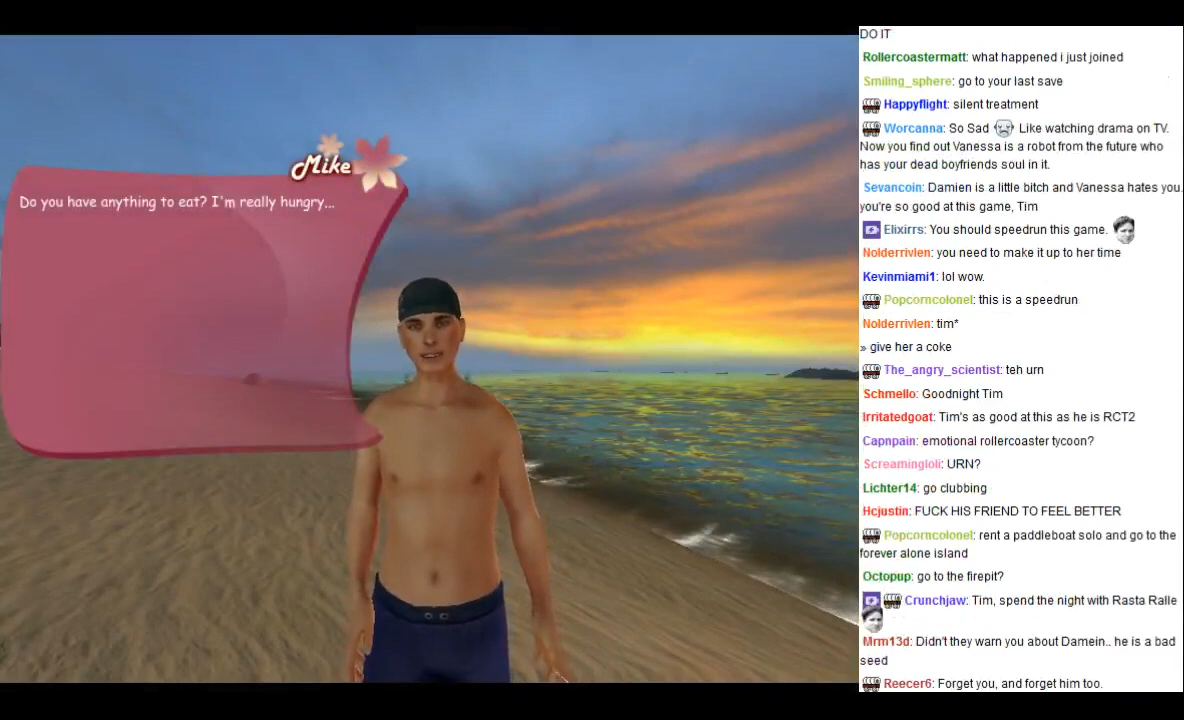 Mike
Do you have anything to eat? I'm really hungry...
DO IT
Rollercoastermatt: what happened i just joined
Smiling_sphere: go to your last save
Happyflight: silent treatment
Worcanna: So Sad Like watching drama on TV.
Now you find out Vanessa is a robot from the future who
has your dead boyfriends soul in it.
Sevancoin: Damien is a little bitch and Vanessa hates you.
you're so good at this game, Tim
Elixirrs: You should speedrun this game.
Nolderrivlen: you need to make it up to her time
Kevinmiami1: lol wow.
Popcorncolonel: this is a speedrun
Nolderrivlen: tim*
» give her a coke
The_angry_scientist: teh urn
Schmello: Goodnight Tim
Irritatedgoat: Tim's as good at this as he is RCT2
Capnpain: emotional rollercoaster tycoon?
Screamingloli: URN?
Lichter14: go clubbing
Hcjustin: FUCK HIS FRIEND TO FEEL BETTER
Popcorncolonel: rent a paddleboat solo and go to the
forever alone island
Octopup: go to the firepit?
Crunchjaw: Tim, spend the night with Rasta Ralle
Mrm13d: Didn't they warn you about Damein.. he is a bad
seed
Reecer6: Forget you, and forget him too.